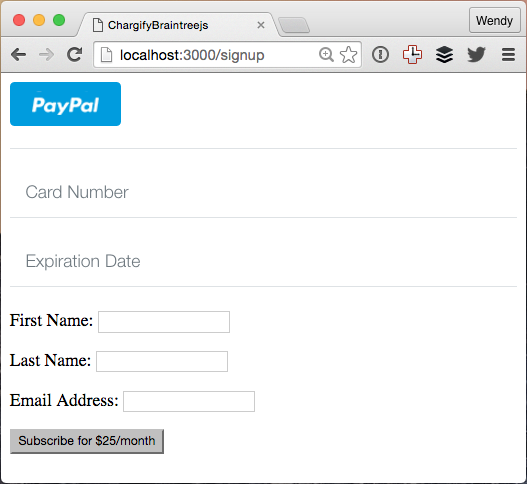 ChargifyBraintreejs
Wendy
localhost:3000/signup
PayPal
Card Number
Expiration Date
First Name:
Last Name:
Email Address:
Subscribe for $25/month